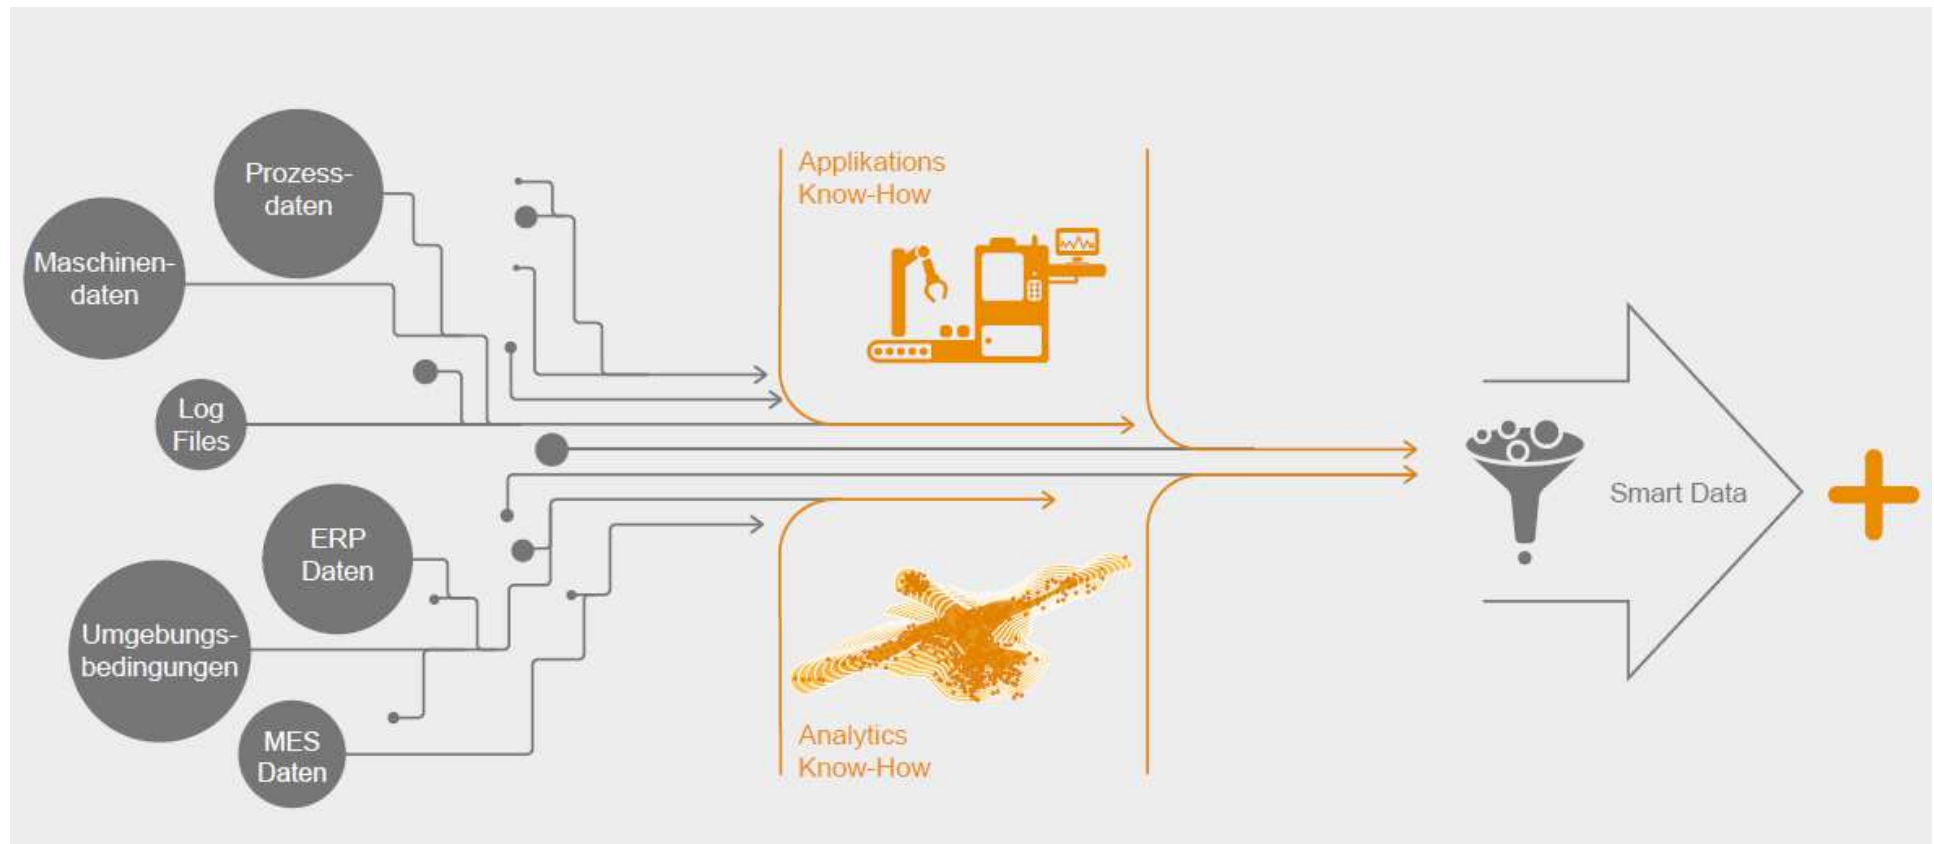 Prozess-
daten
Maschinen-
daten
Log
Files
ERP
Daten
Umgebungs-
bedingungen
MES
Daten
Applikations
Know-How
Analytics
Know-How
Smart Data